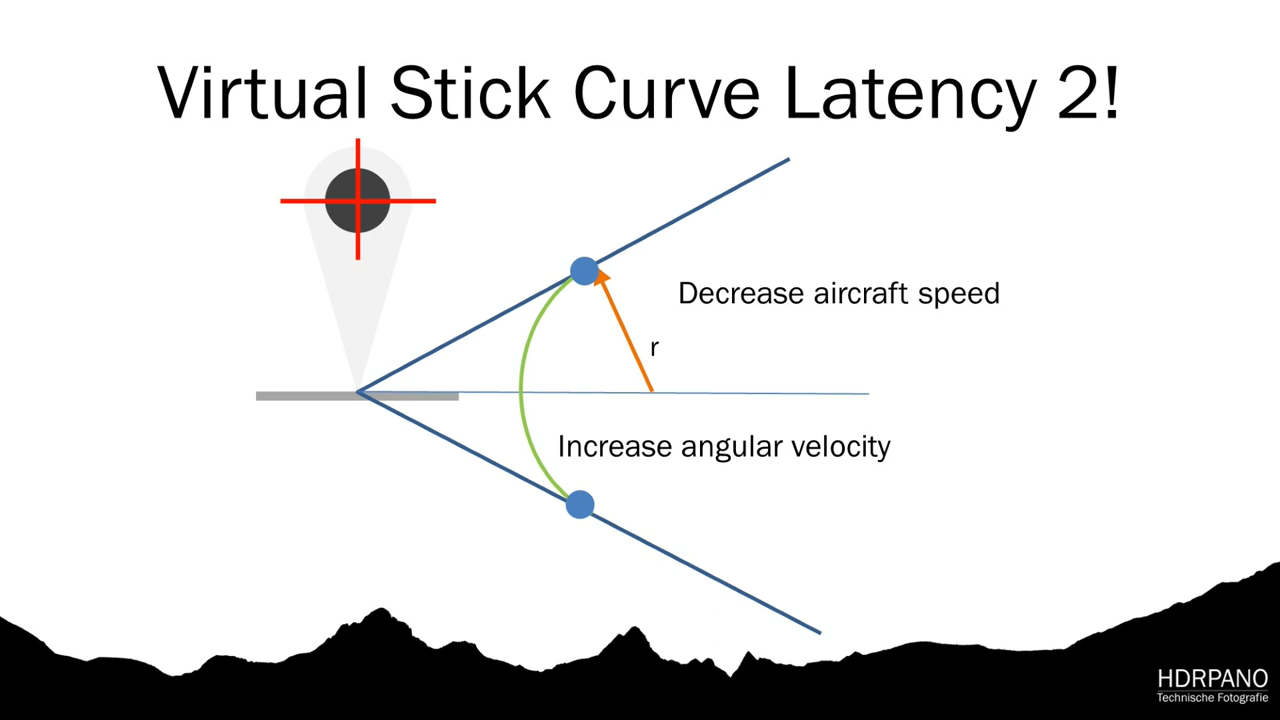 Virtual Stick Curve Latency 2!
Decrease aircraft speed
r
Increase angular velocity
HDRPANO
Technische Fotografie